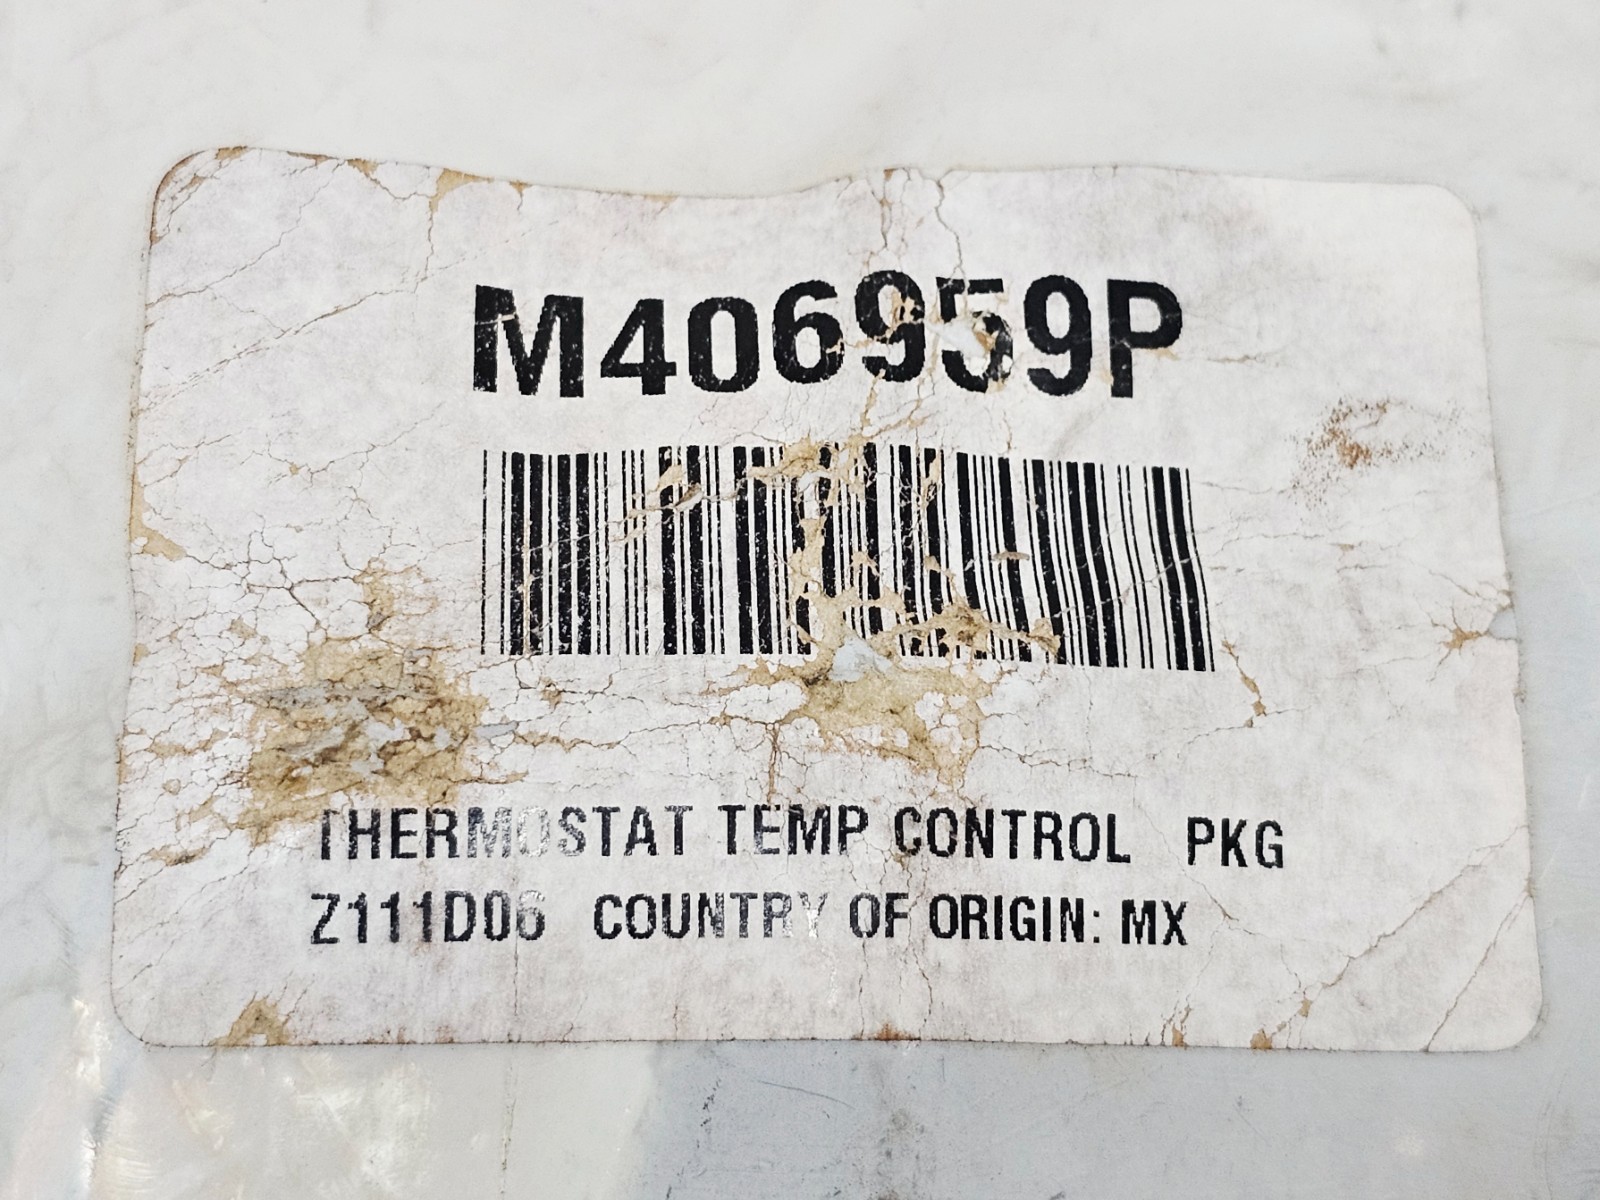 M406959P
THERMOSTAT TEMP CONTROL PKG
Z111D06 COUNTRY OF ORIGIN: MX